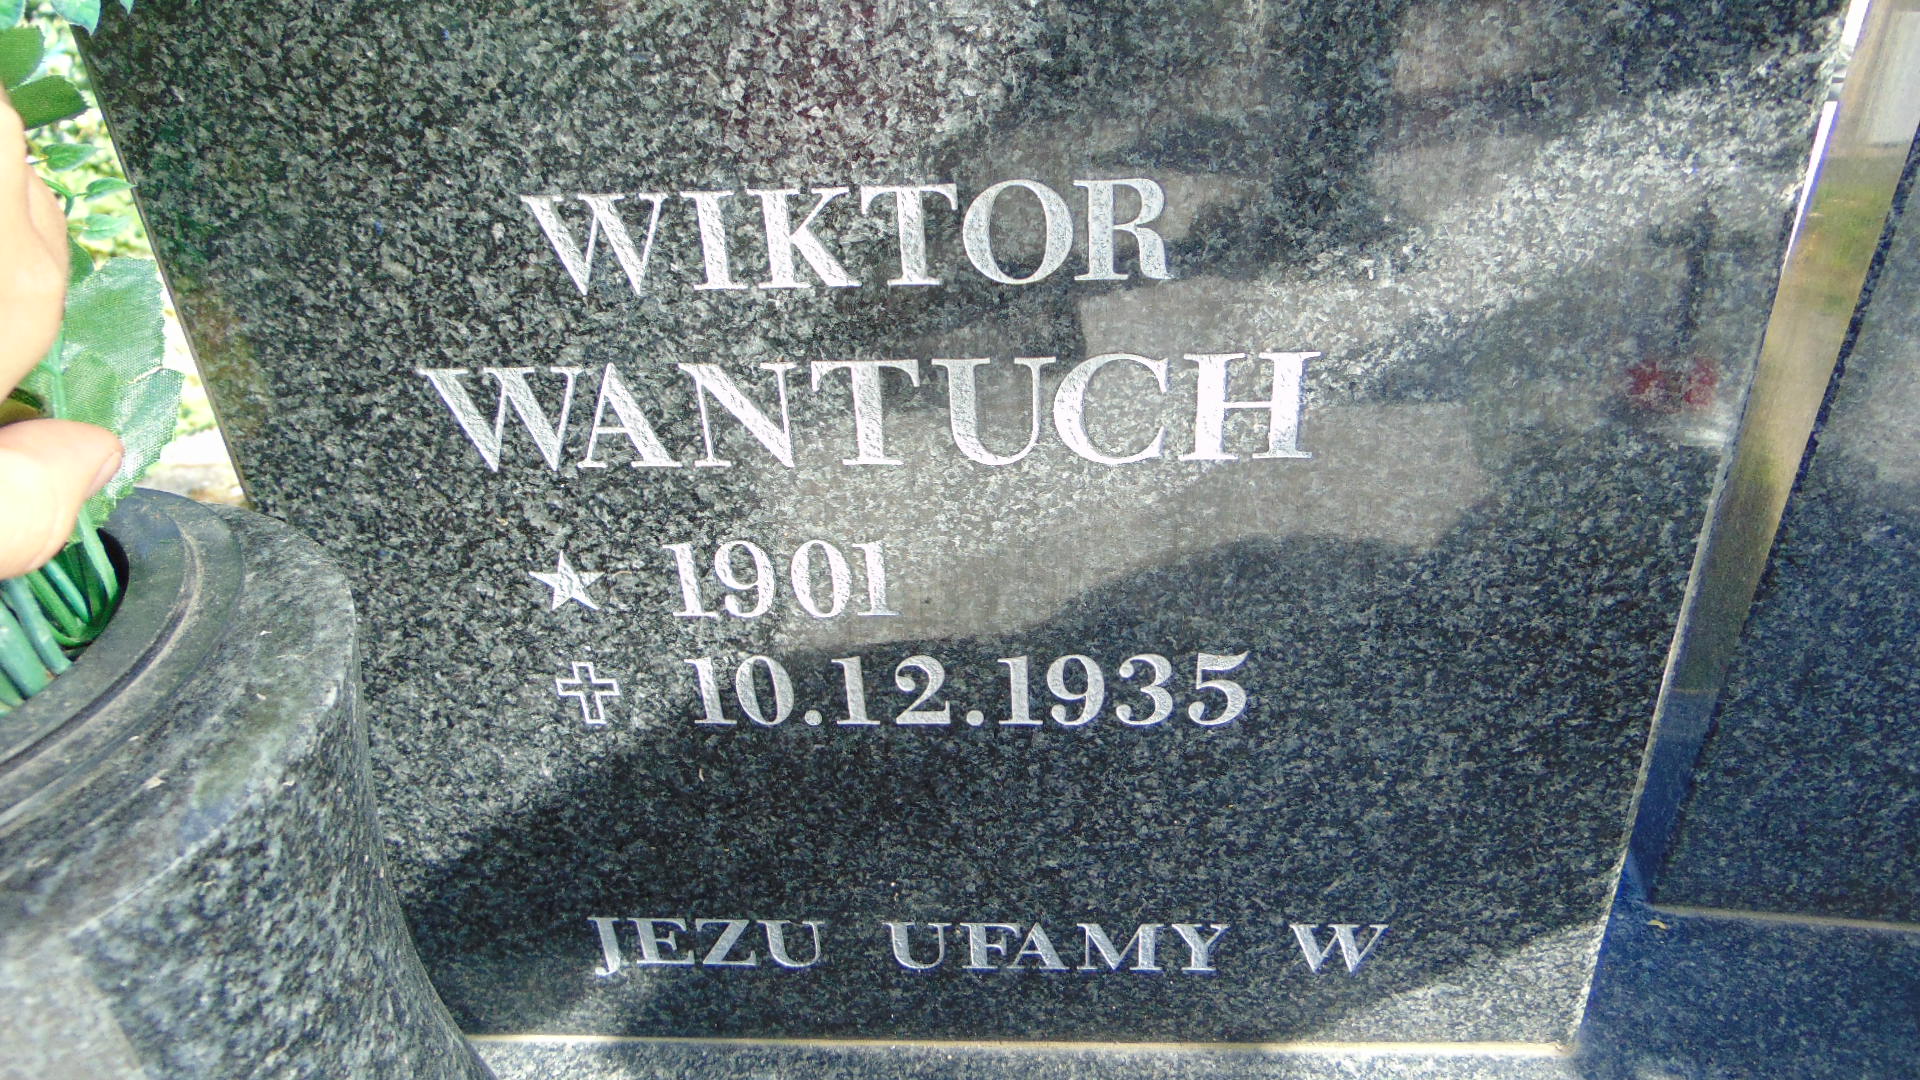 WIKTOR
WANTUCH
★ 1901
✞ 10.12.1935
JEZU UFAMY W